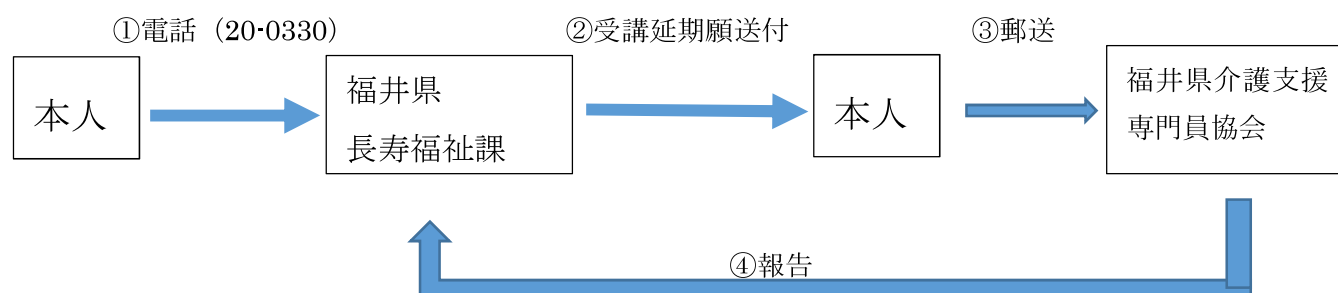 ①電話（20-0330）
②受講延期願送付
③郵送
本人
福井県
長寿福祉課
本人
福井県介護支援
専門員協会
④報告